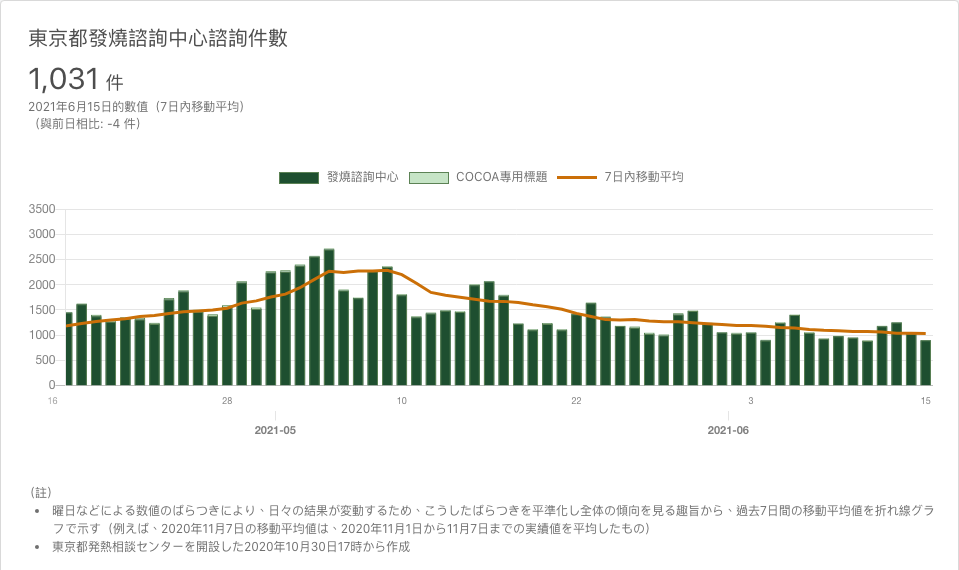 東京都發燒諮詢中心諮詢件數
1,031 件
2021年6月15日的數值（7日內移動平均）
（與前日相比: -4 件）
發燒諮詢中心 COCOA專用標題 7日內移動平均
3500
3000
2500
2000
1500
1000
500
0
16 28 10 22 3 15
2021-05 2021-06
（註）
• 曜日などによる数値のばらつきにより、日々の結果が変動するため、こうしたばらつきを平準化し全体の傾向を見る趣旨から、過去7日間の移動平均値を折れ線グラ
フで示す（例えば、2020年11月7日の移動平均値は、2020年11月1日から11月7日までの実績値を平均したもの）
• 東京都発熱相談センターを開設した2020年10月30日17時から作成